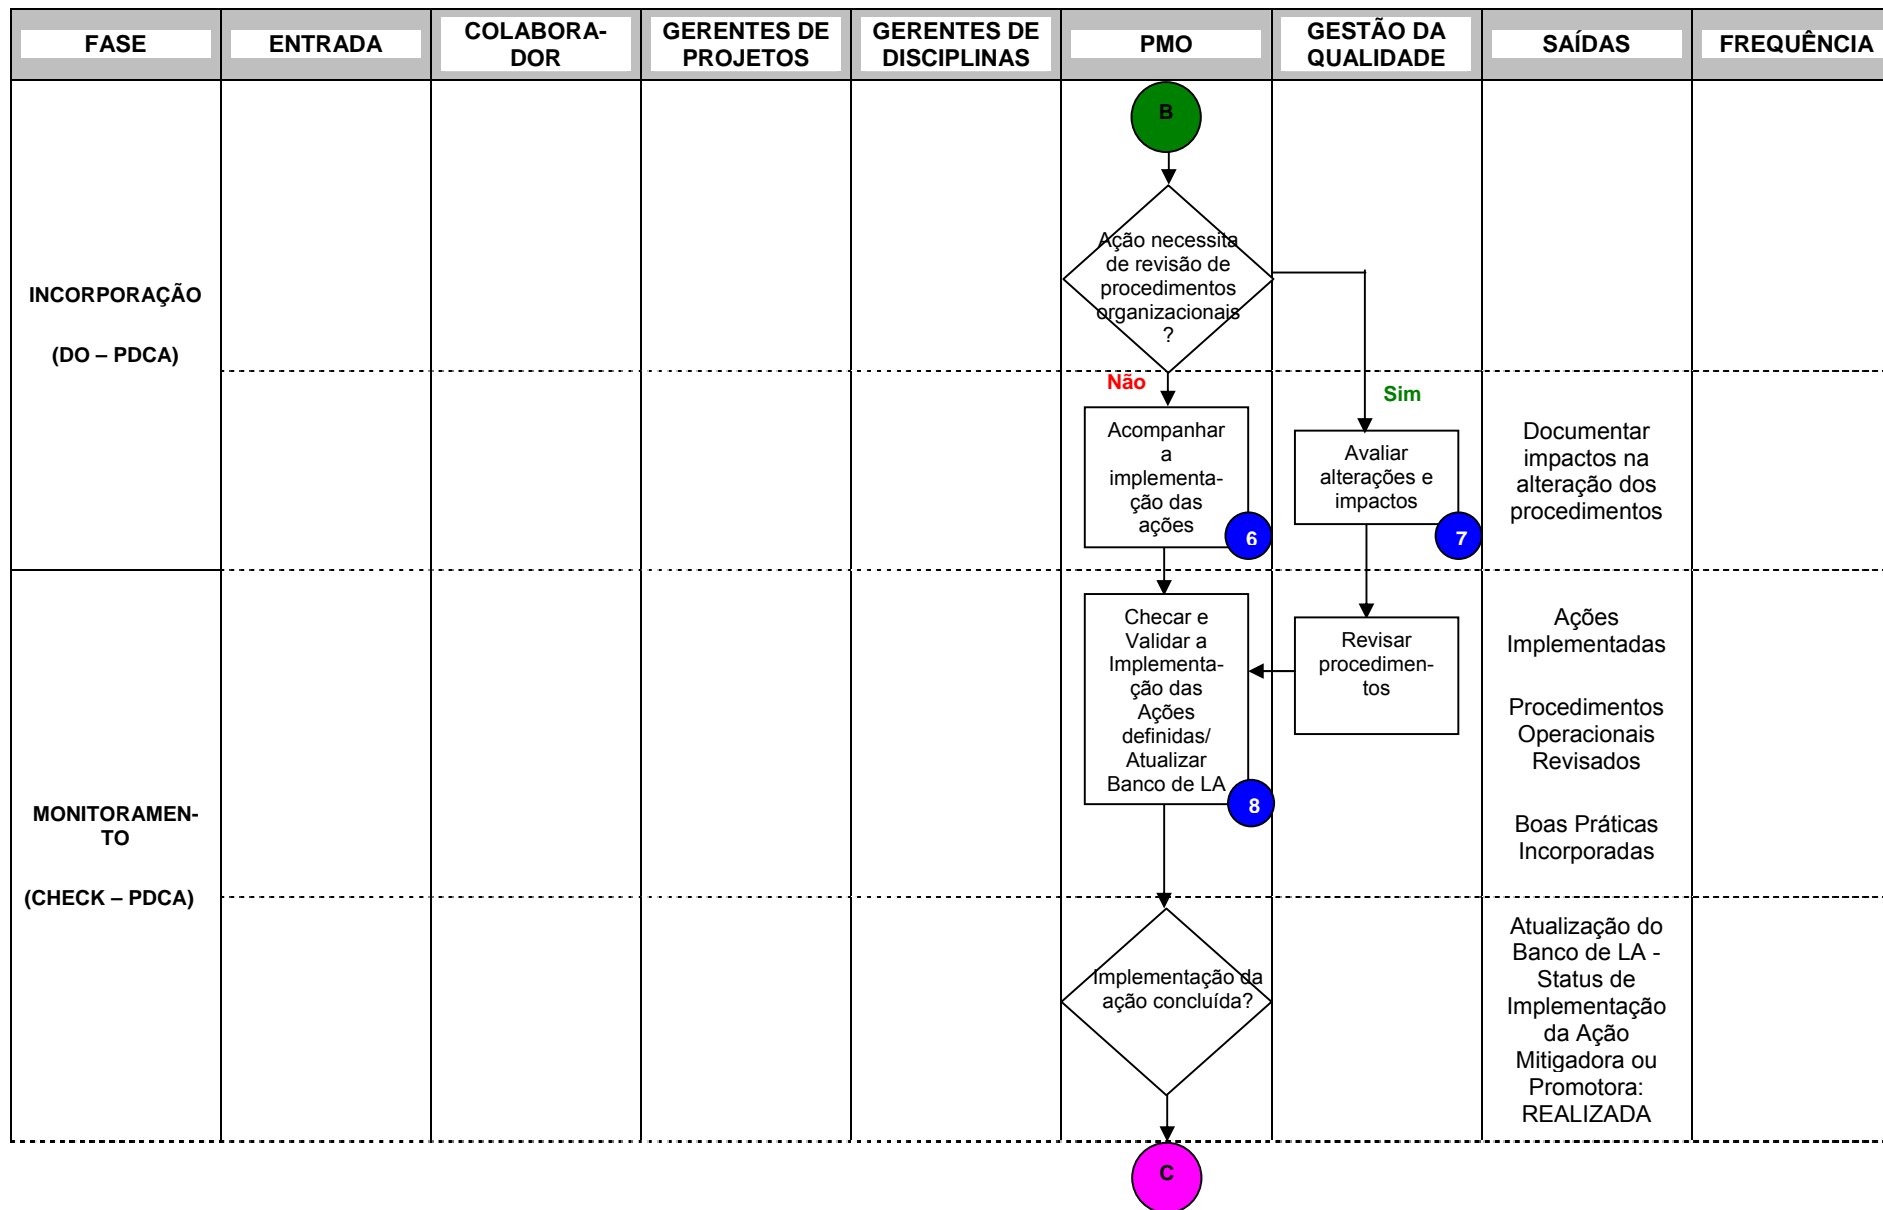 FASE
ENTRADA
COLABORA-
DOR
GERENTES DE
PROJETOS
GERENTES DE
DISCIPLINAS
PMO
GESTÃO DA
QUALIDADE
SAÍDAS
FREQUÊNCIA
B
Ação necessita
de revisão de
procedimentos
organizacionais
?
INCORPORAÇÃO
(DO – PDCA)
Não
Sim
Acompanhar
a
implementa-
ção das
ações
6
Avaliar
alterações e
impactos
7
Documentar
impactos na
alteração dos
procedimentos
MONITORAMEN-
TO
(CHECK – PDCA)
Checar e
Validar a
Implementa-
ção das
Ações
definidas/
Atualizar
Banco de LA
8
Revisar
procedimen-
tos
Ações
Implementadas
Procedimentos
Operacionais
Revisados
Boas Práticas
Incorporadas
Implementação da
ação concluída?
Atualização do
Banco de LA -
Status de
Implementação
da Ação
Mitigadora ou
Promotora:
REALIZADA
C